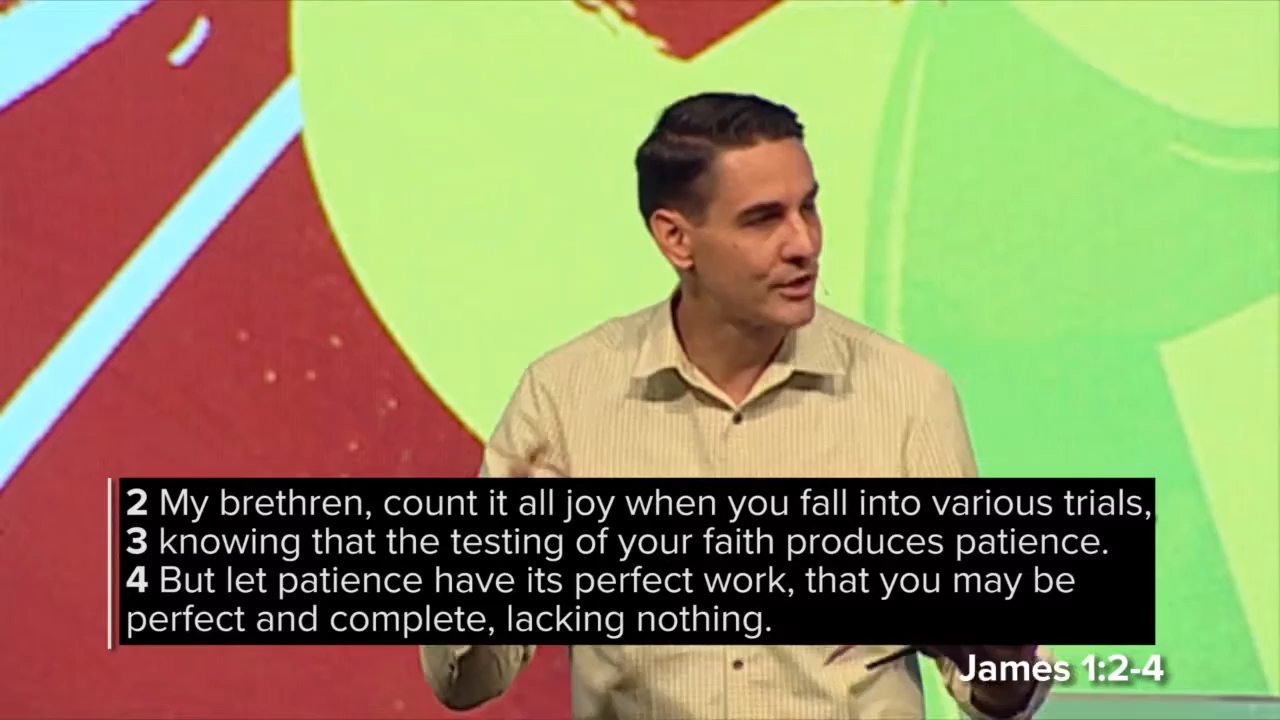 2 My brethren, count it all joy when you fall into various trials,
3 knowing that the testing of your faith produces patience.
4 But let patience have its perfect work, that you may be
perfect and complete, lacking nothing.
James 1:2-4